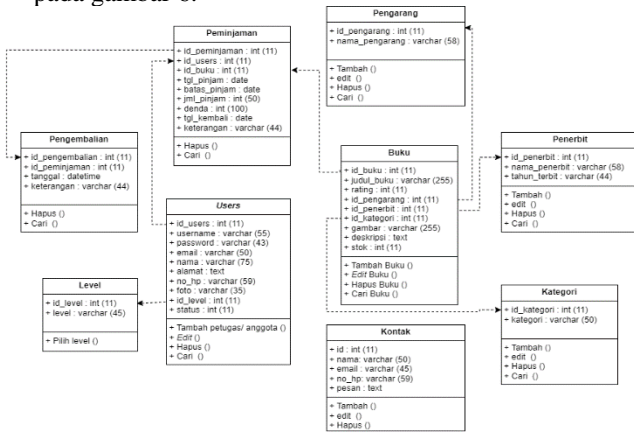 pada gambar 6.
Peminjaman
+ id_peminjaman : int (11)
+ id_users : int (11)
+ id_buku : int (11)
+ tgl_pinjam : date
+ batas_pinjam : date
+ jml_pinjam : int (50)
+ denda : int (100)
+ tgl_kembali : date
+ keterangan : varchar (44)
+ Hapus ()
+ Cari ()
Pengarang
+ id_pengarang : int (11)
+ nama_pengarang : varchar (58)
+ Tambah ()
+ edit ()
+ Hapus ()
+ Cari ()
Pengembalian
+ id_pengembalian : int (11)
+ id_peminjaman : int (11)
+ tanggal : datetime
+ keterangan : varchar (44)
+ Hapus ()
+ Cari ()
Buku
+ id_buku : int (11)
+ judul_buku : varchar (255)
+ rating : int (11)
+ id_pengarang : int (11)
+ id_penerbit : int (11)
+ id_kategori : int (11)
+ gambar : varchar (255)
+ deskripsi : text
+ stok : int (11)
+ Tambah Buku ()
+ Edit Buku ()
+ Hapus Buku ()
+ Cari Buku ()
Penerbit
+ id_penerbit : int (11)
+ nama_penerbit : varchar (58)
+ tahun_terbit : varchar (44)
+ Tambah ()
+ edit ()
+ Hapus ()
+ Cari ()
Users
+ id_users : int (11)
+ username : varchar (55)
+ password : varchar (43)
+ email : varchar (50)
+ nama : varchar (75)
+ alamat : text
+ no_hp : varchar (59)
+ foto : varchar (35)
+ id_level : int (11)
+ status : int (11)
+ Tambah petugas/ anggota ()
+ Edit ()
+ Hapus ()
+ Cari ()
Level
+ id_level : int (11)
+ level : varchar (45)
+ Pilih level ()
Kategori
+ id_kategori : int (11)
+ kategori : varchar (50)
+ Tambah ()
+ edit ()
+ Hapus ()
+ Cari ()
Kontak
+ id : int (11)
+ nama: varchar (50)
+ email : varchar (45)
+ no_hp: varchar (59)
+ pesan : text
+ Tambah ()
+ edit ()
+ Hapus ()